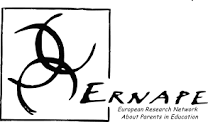 ERNAPE
European Research Network
About Parents in Education